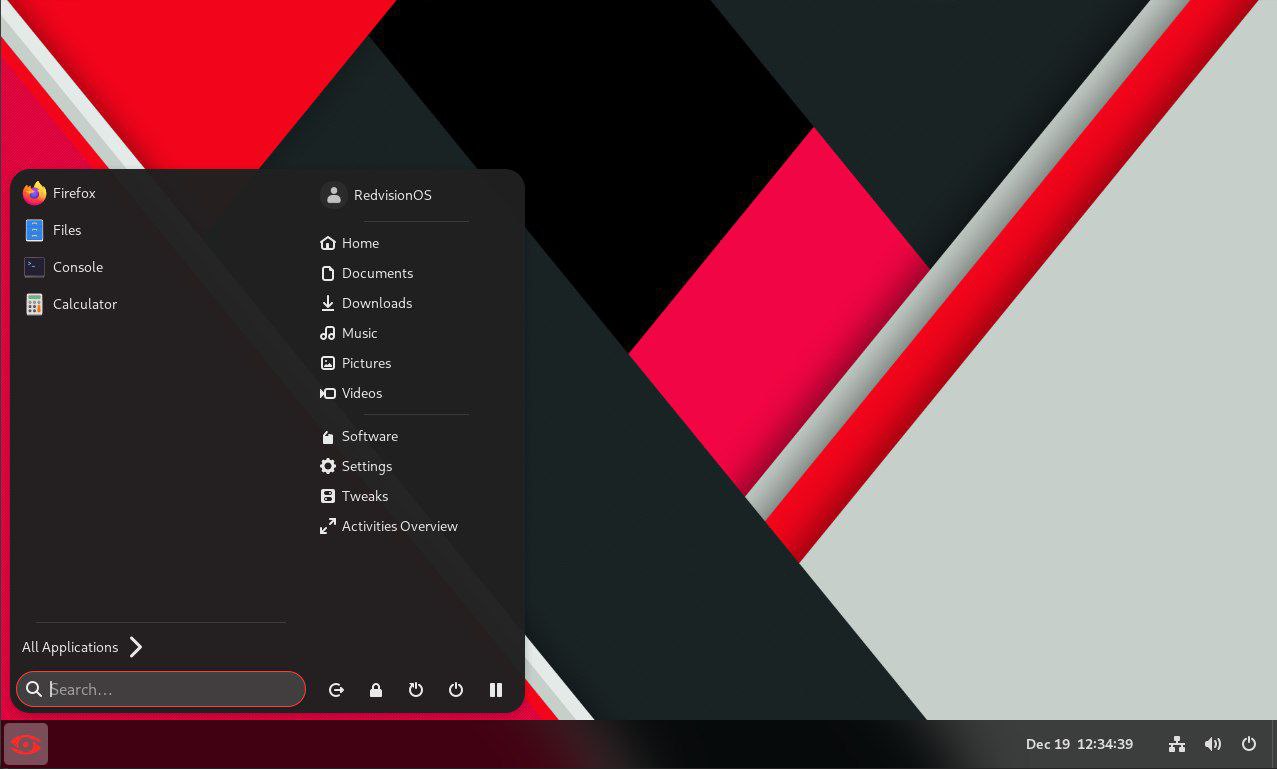 Firefox
Files
Console
Calculator
All Applications
Search...
RedvisionOS
Home
Documents
Downloads
Music
Pictures
Videos
Software
Settings
Tweaks
Activities Overview
Dec 19 12:34:39